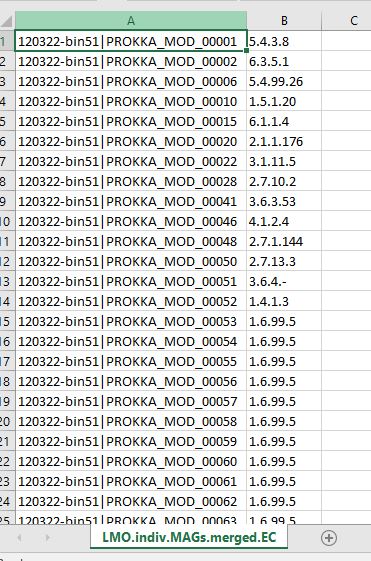 A B C
1 120322-bin51|PROKKA_MOD_00001 5.4.3.8
2 120322-bin51|PROKKA_MOD_00002 6.3.5.1
3 120322-bin51|PROKKA_MOD_00006 5.4.99.26
4 120322-bin51|PROKKA_MOD_00010 1.5.1.20
5 120322-bin51|PROKKA_MOD_00015 6.1.1.4
6 120322-bin51|PROKKA_MOD_00020 2.1.1.176
7 120322-bin51|PROKKA_MOD_00022 3.1.11.5
8 120322-bin51|PROKKA_MOD_00028 2.7.10.2
9 120322-bin51|PROKKA_MOD_00041 3.6.3.53
10 120322-bin51|PROKKA_MOD_00046 4.1.2.4
11 120322-bin51|PROKKA_MOD_00048 2.7.1.144
12 120322-bin51|PROKKA_MOD_00050 2.7.13.3
13 120322-bin51|PROKKA_MOD_00051 3.6.4.-
14 120322-bin51|PROKKA_MOD_00052 1.4.1.3
15 120322-bin51|PROKKA_MOD_00053 1.6.99.5
16 120322-bin51|PROKKA_MOD_00054 1.6.99.5
17 120322-bin51|PROKKA_MOD_00055 1.6.99.5
18 120322-bin51|PROKKA_MOD_00056 1.6.99.5
19 120322-bin51|PROKKA_MOD_00057 1.6.99.5
20 120322-bin51|PROKKA_MOD_00058 1.6.99.5
21 120322-bin51|PROKKA_MOD_00059 1.6.99.5
22 120322-bin51|PROKKA_MOD_00060 1.6.99.5
23 120322-bin51|PROKKA_MOD_00061 1.6.99.5
24 120322-bin51|PROKKA_MOD_00062 1.6.99.5
25 120322-bin51|PROKKA_MOD_00063 1.6.99.5
LMO.indiv.MAGs.merged.EC